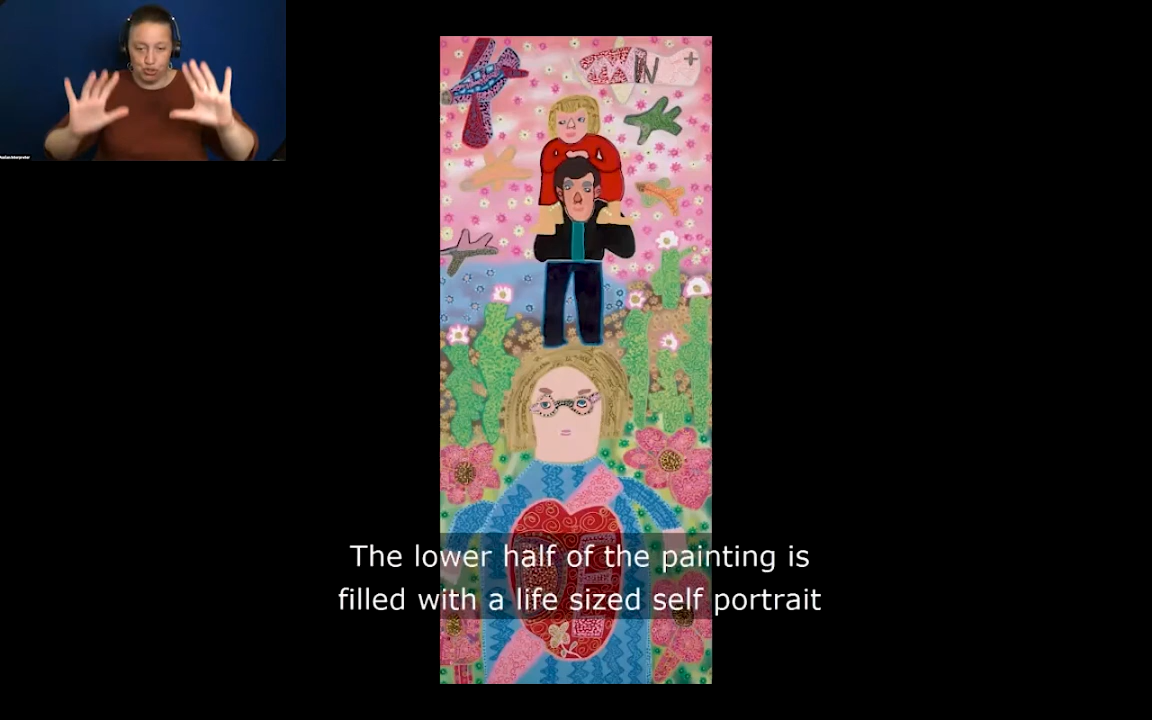 The lower half of the painting is
filled with a life sized self portrait